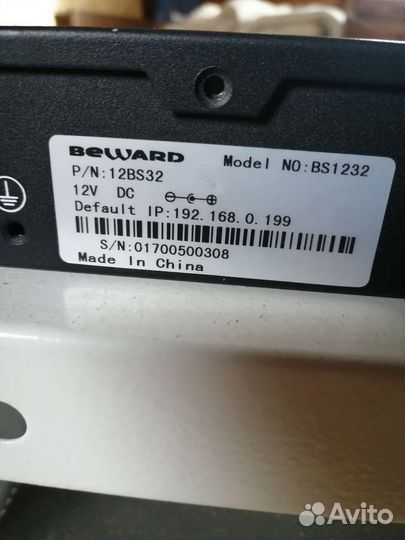 BEWARD Model NO:BS1232
P/N:12BS32
12V DC
Default IP:192.168.0.199
S/N:01700500308
Made In China
Avito